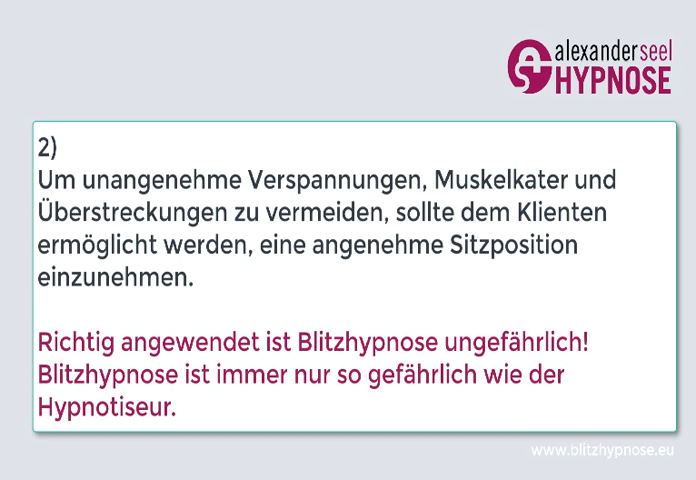 alexanderseel
HYPNOSE
2)
Um unangenehme Verspannungen, Muskelkater und
Überstreckungen zu vermeiden, sollte dem Klienten
ermöglicht werden, eine angenehme Sitzposition
einzunehmen.
Richtig angewendet ist Blitzhypnose ungefährlich!
Blitzhypnose ist immer nur so gefährlich wie der
Hypnotiseur.
www.blitzhypnose.eu